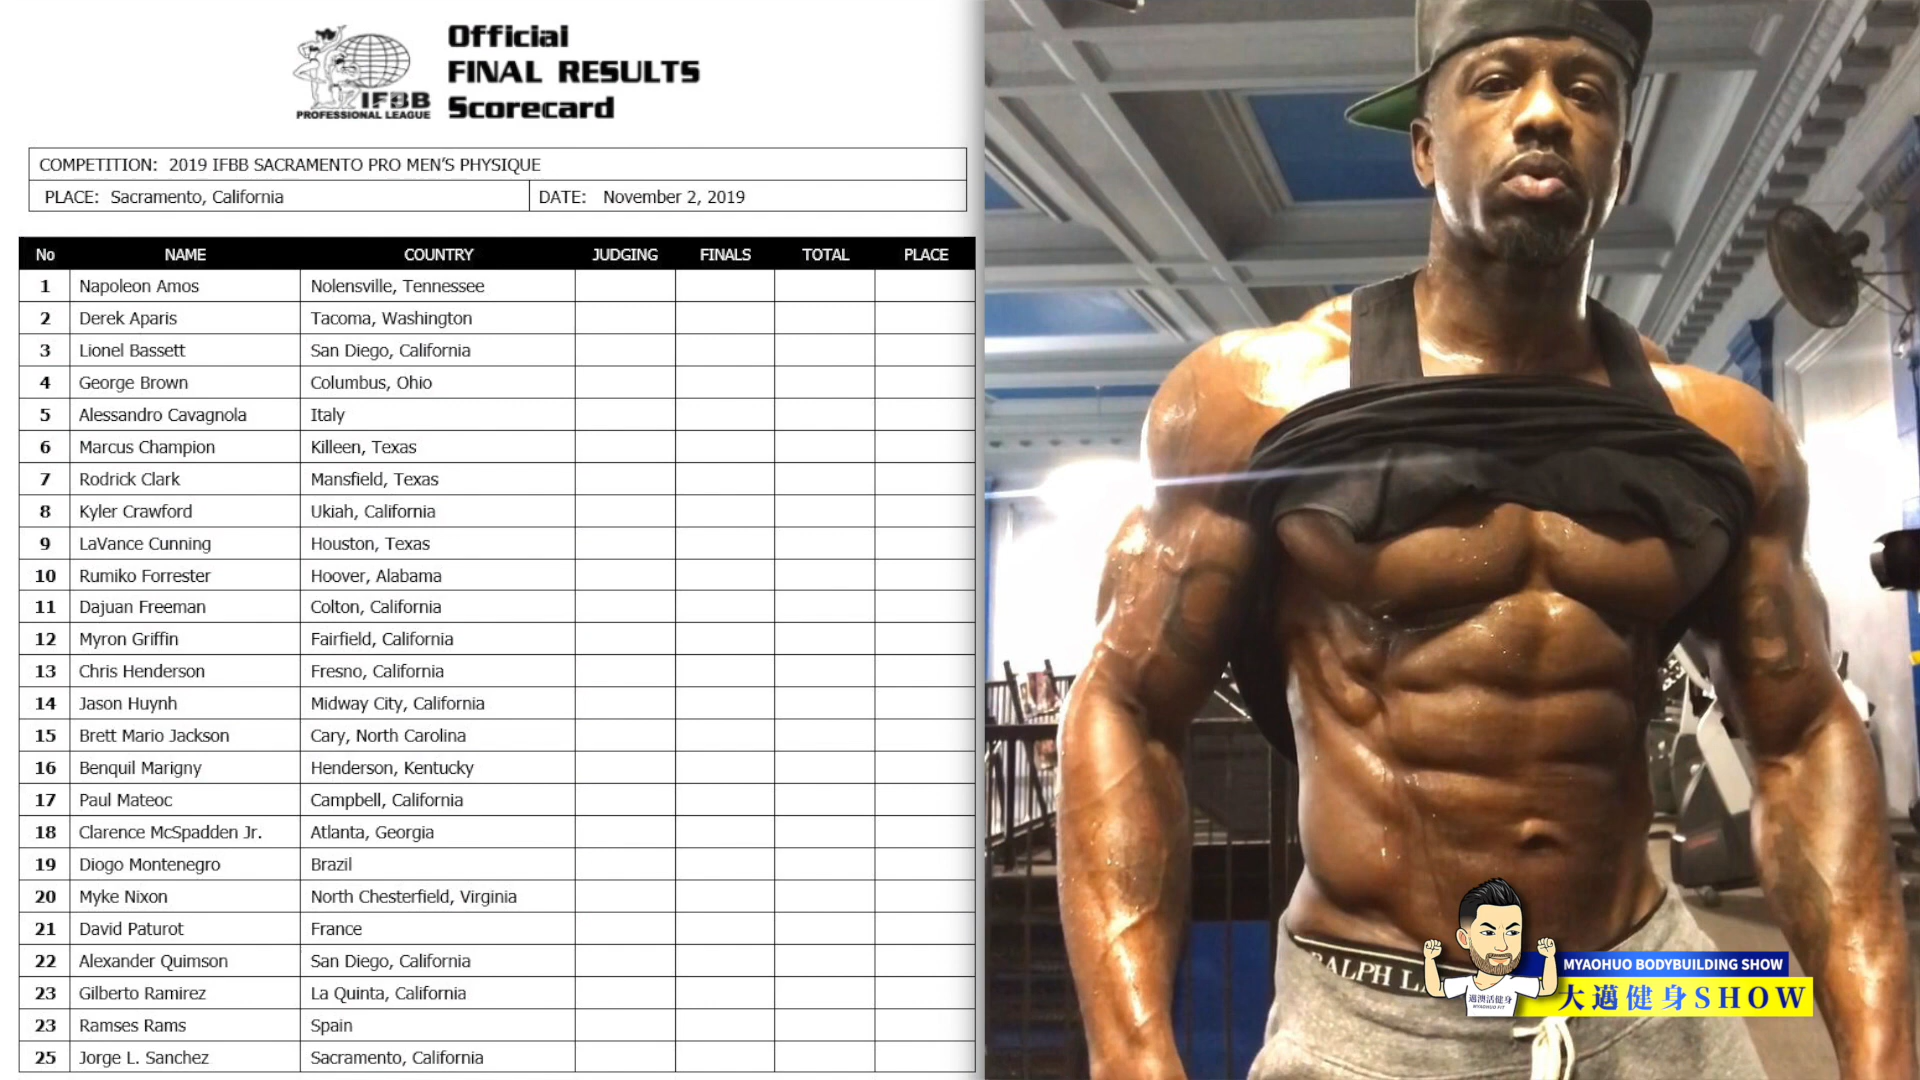 Official
FINAL RESULTS
Scorecard
IFBB
PROFESSIONAL LEAGUE
COMPETITION: 2019 IFBB SACRAMENTO PRO MEN'S PHYSIQUE
PLACE: Sacramento, California DATE: November 2, 2019
No NAME COUNTRY JUDGING FINALS TOTAL PLACE
1 Napoleon Amos Nolensville, Tennessee
2 Derek Aparis Tacoma, Washington
3 Lionel Bassett San Diego, California
4 George Brown Columbus, Ohio
5 Alessandro Cavagnola Italy
6 Marcus Champion Killeen, Texas
7 Rodrick Clark Mansfield, Texas
8 Kyler Crawford Ukiah, California
9 LaVance Cunning Houston, Texas
10 Rumiko Forrester Hoover, Alabama
11 Dajuan Freeman Colton, California
12 Myron Griffin Fairfield, California
13 Chris Henderson Fresno, California
14 Jason Huynh Midway City, California
15 Brett Mario Jackson Cary, North Carolina
16 Benquil Marigny Henderson, Kentucky
17 Paul Mateoc Campbell, California
18 Clarence McSpadden Jr. Atlanta, Georgia
19 Diogo Montenegro Brazil
20 Myke Nixon North Chesterfield, Virginia
21 David Paturot France
22 Alexander Quimson San Diego, California
23 Gilberto Ramirez La Quinta, California
23 Ramses Rams Spain
25 Jorge L. Sanchez Sacramento, California
RALPH L
邁澳活健身
MYAOHUO FIT
MYAOHUO BODYBUILDING SHOW
大邁健身SHOW